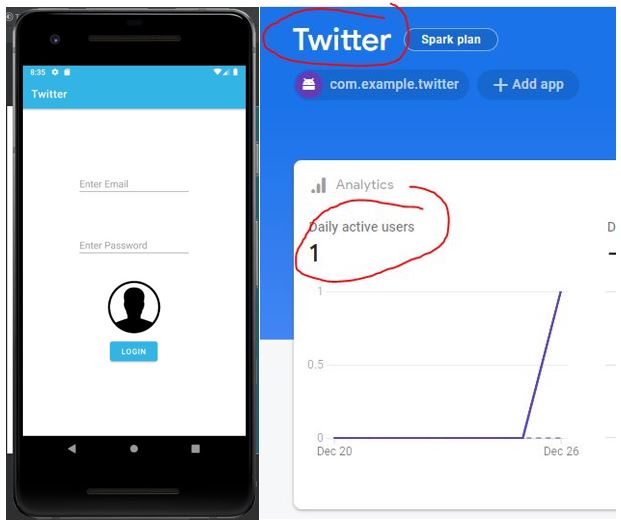 8:35
Twitter
Enter Email
Enter Password
LOGIN
Twitter
Spark plan
com.example.twitter
+ Add app
Analytics
Daily active users
D
1
1
0.5
0
Dec 20
Dec 26